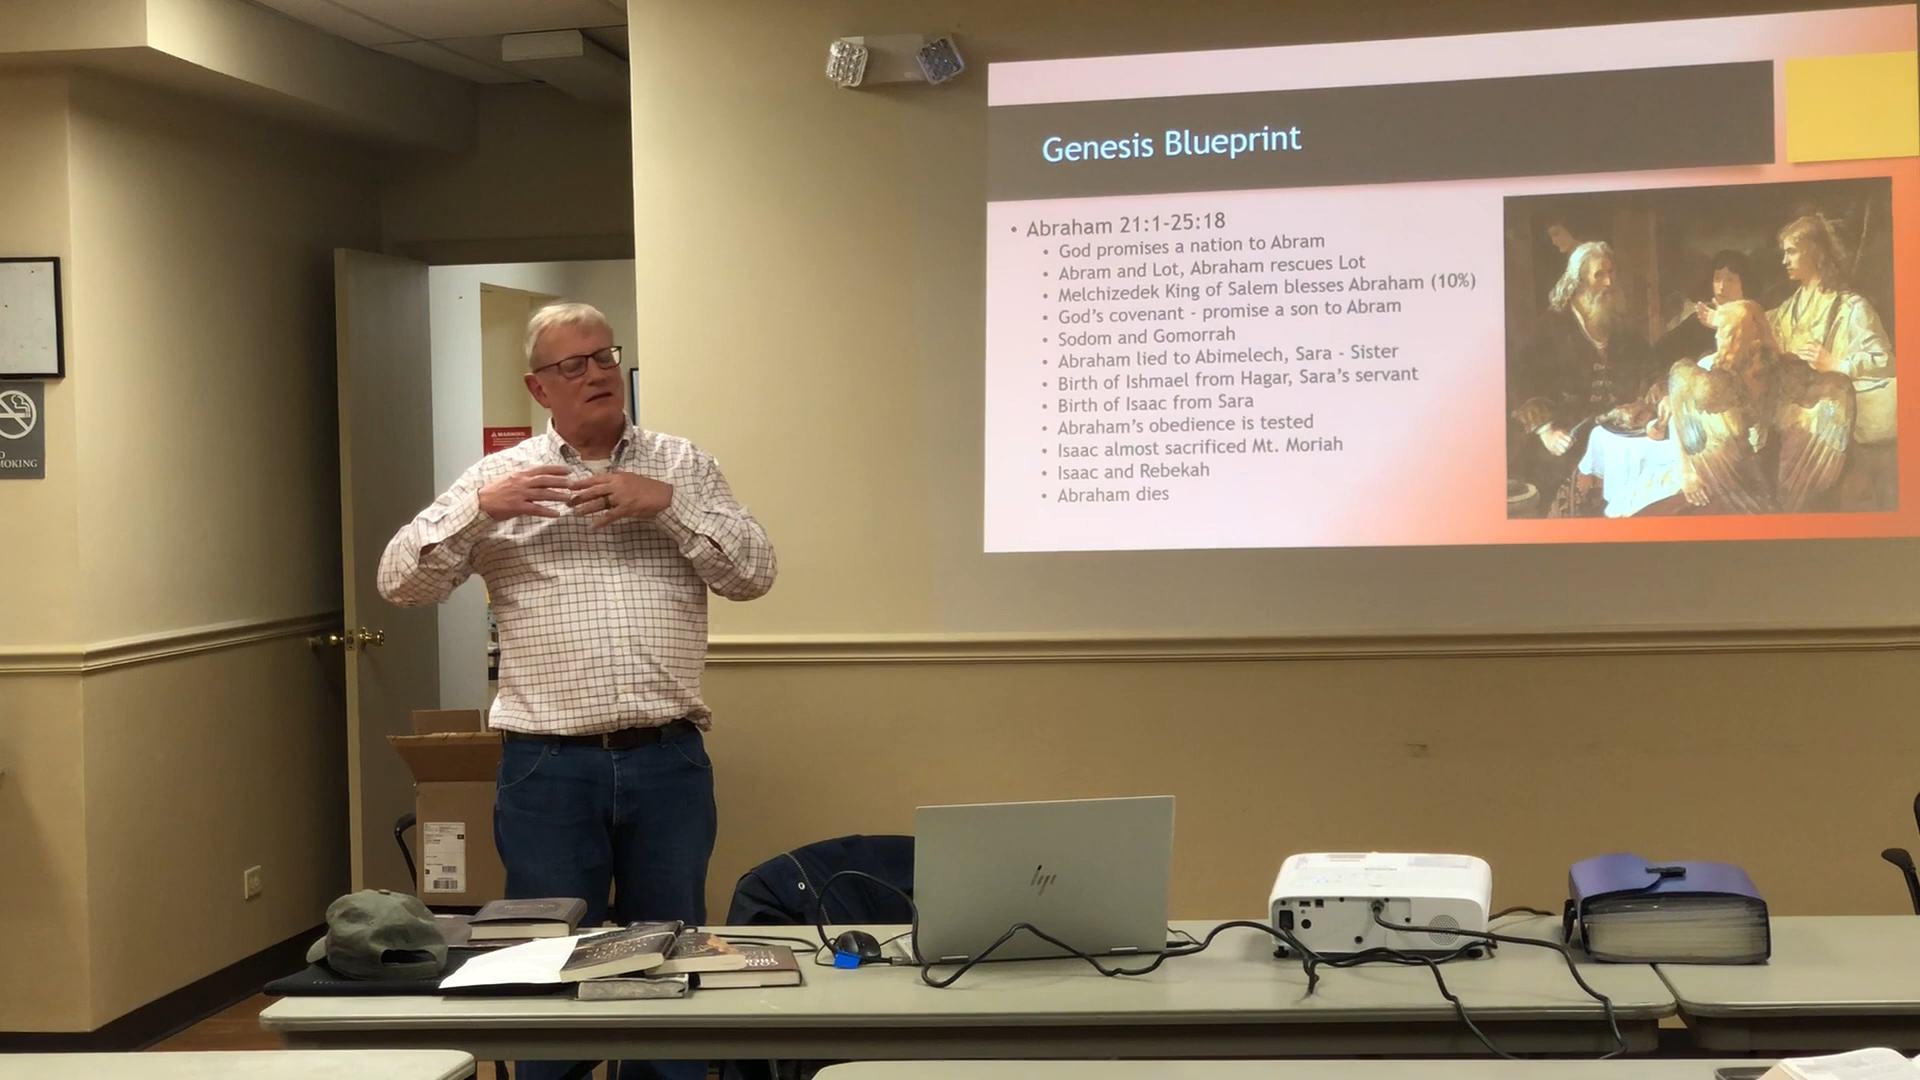 Genesis Blueprint
• Abraham 21:1-25:18
• God promises a nation to Abram
• Abram and Lot, Abraham rescues Lot
• Melchizedek King of Salem blesses Abraham (10%)
• God's covenant - promise a son to Abram
• Sodom and Gomorrah
• Abraham lied to Abimelech, Sara - Sister
• Birth of Ishmael from Hagar, Sara's servant
• Birth of Isaac from Sara
• Abraham's obedience is tested
• Isaac almost sacrificed Mt. Moriah
• Isaac and Rebekah
• Abraham dies
WARNING
O
MOKING
hp